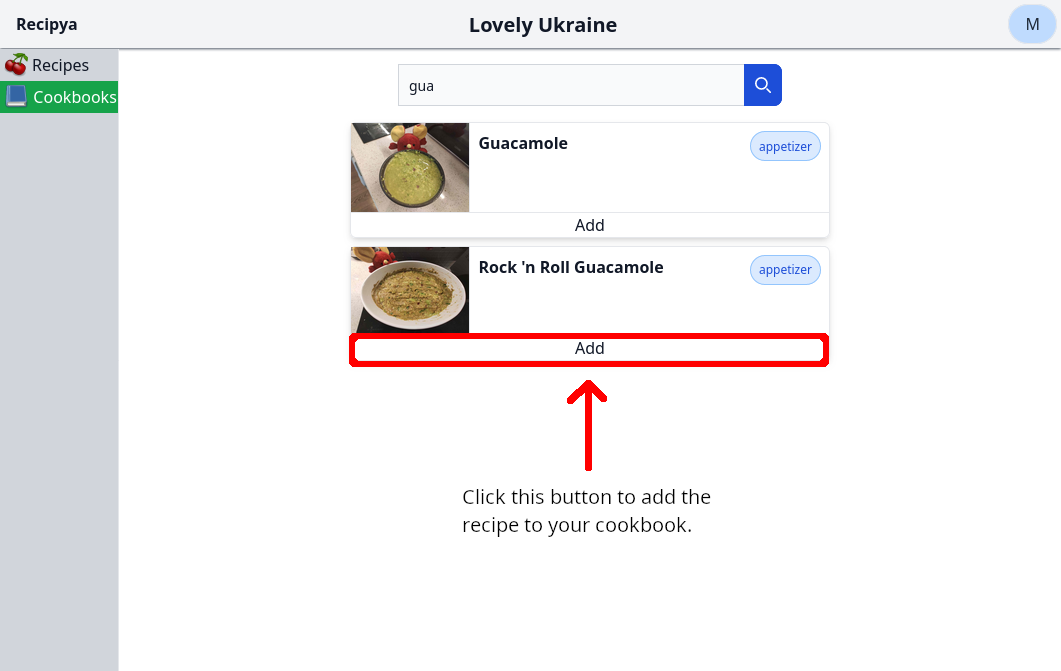 Recipya
Lovely Ukraine
M
Recipes
Cookbooks
gua
Guacamole
appetizer
Add
Rock 'n Roll Guacamole
appetizer
Add
Click this button to add the
recipe to your cookbook.